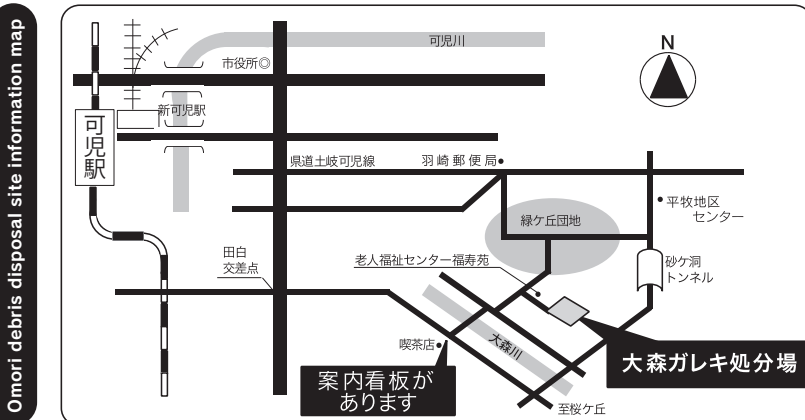 Omori debris disposal site information map
可児川
N
市役所◎
新可児駅
可児駅
県道土岐可児線
羽崎郵便局
平牧地区
センター
緑ケ丘団地
田白
交差点
老人福祉センター福寿苑
砂ケ洞
トンネル
喫茶店
大森川
大森ガレキ処分場
案内看板が
あります
至桜ケ丘